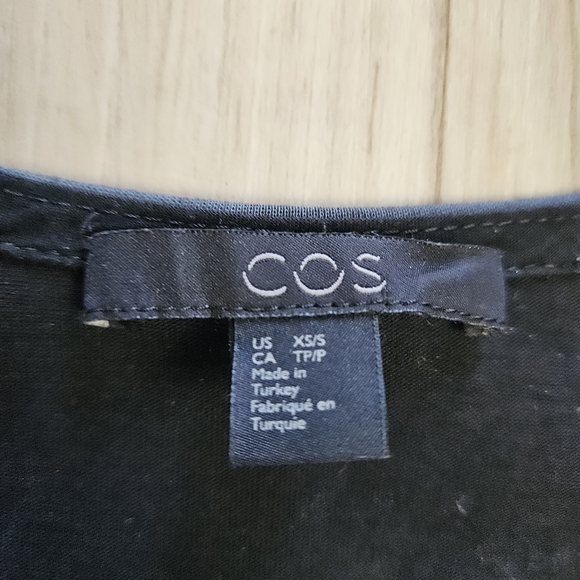 COS
US XS/S
CA TP/P
Made in
Turkey
Fabriqué en
Turquie